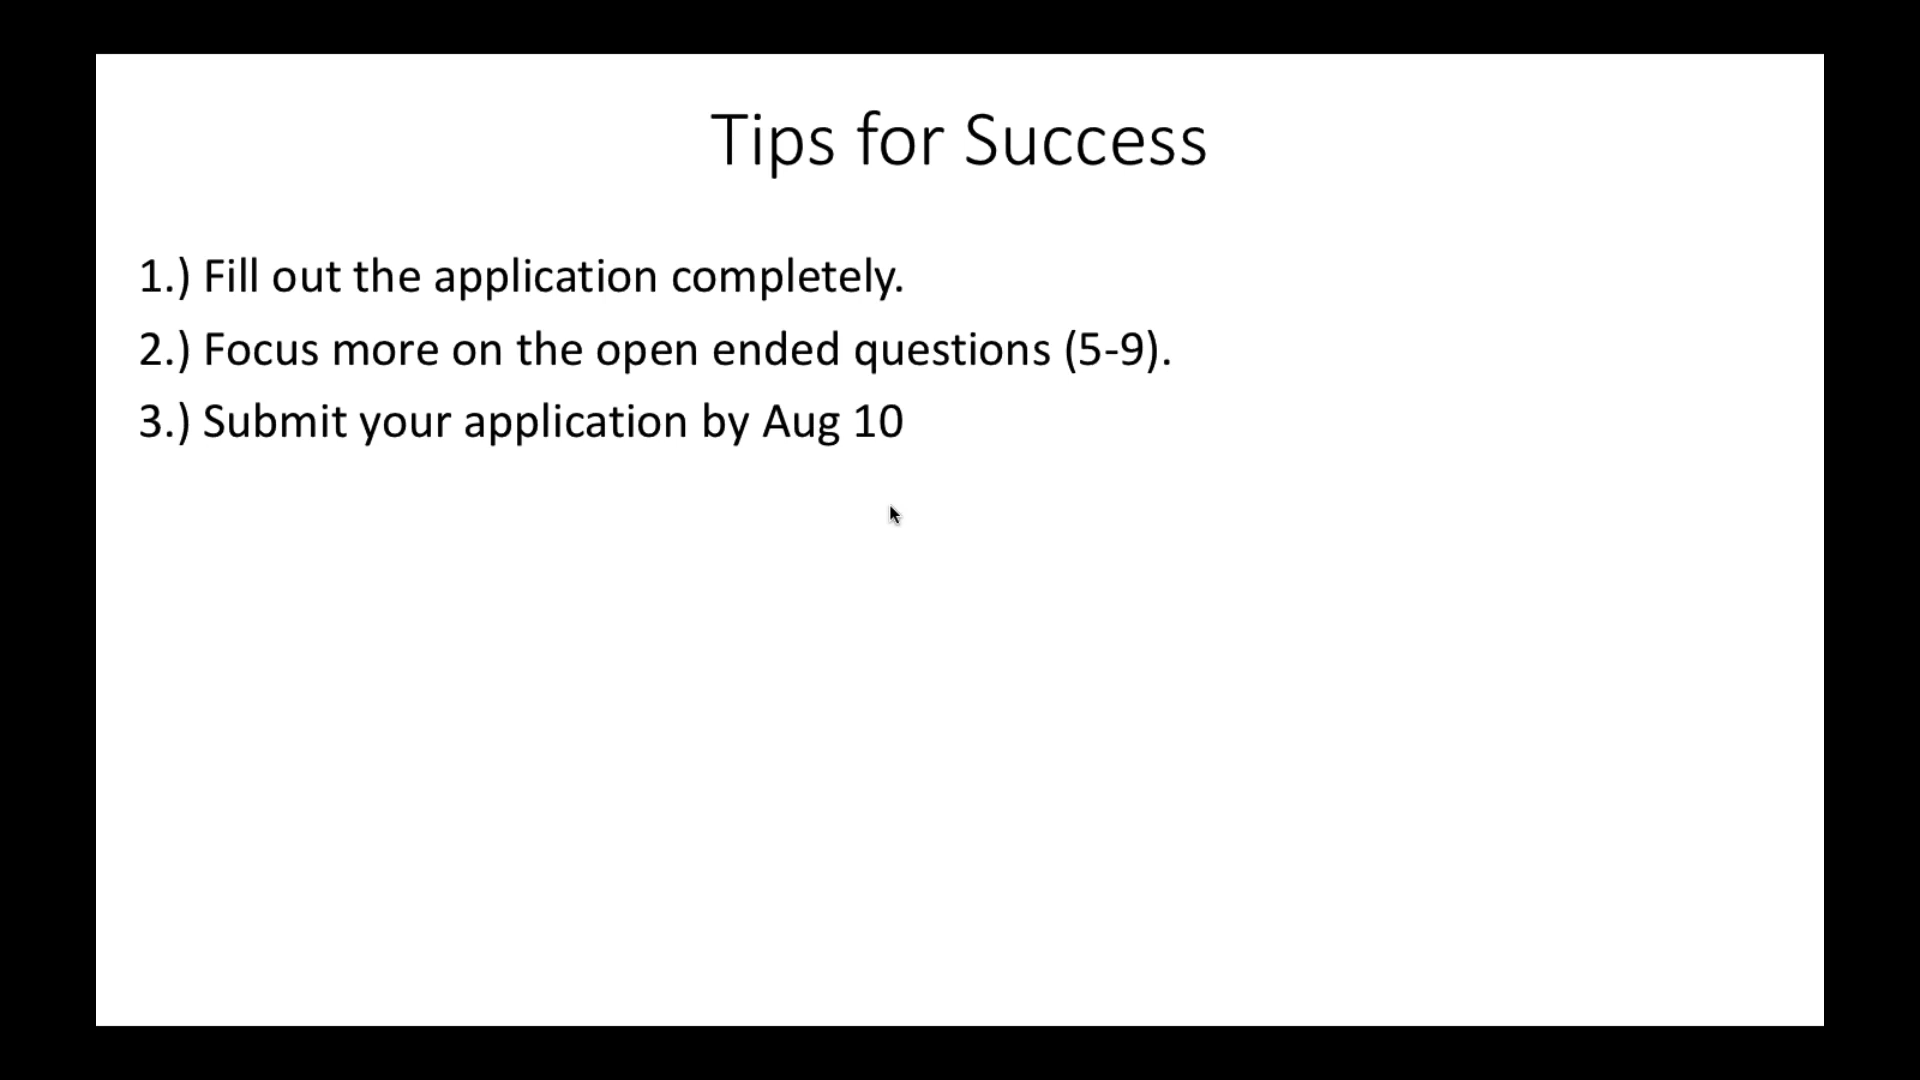 Tips for Success
1.) Fill out the application completely.
2.) Focus more on the open ended questions (5-9).
3.) Submit your application by Aug 10